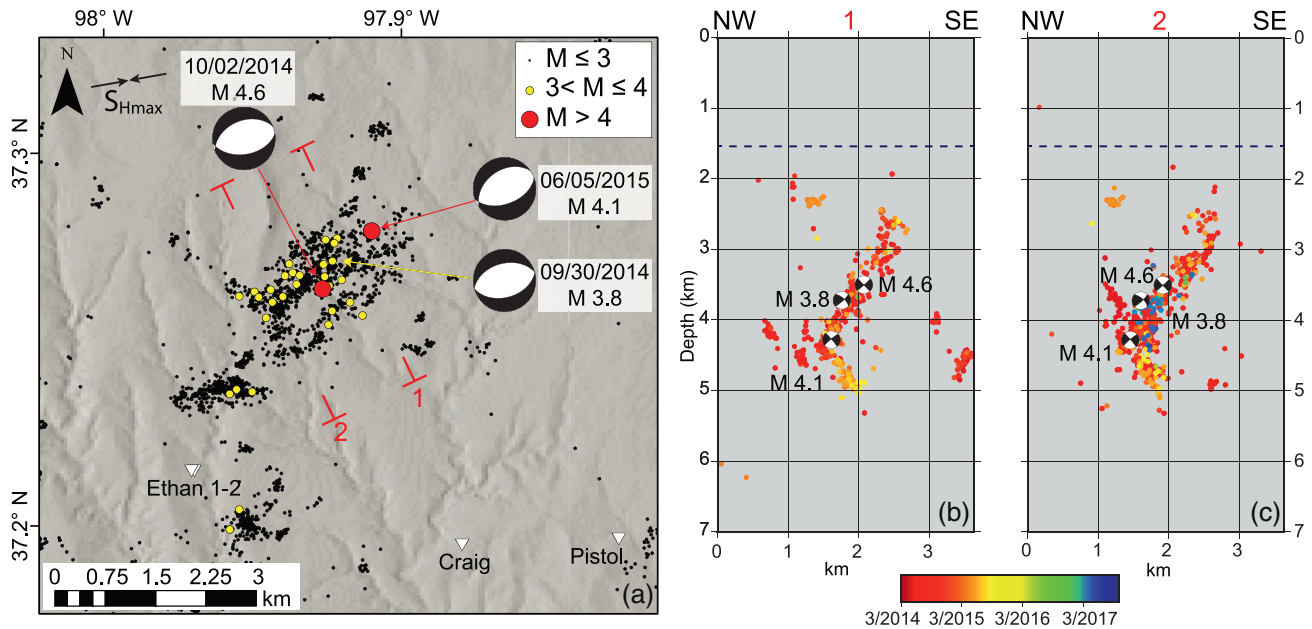 98° W
97.9° W
N
SHmax
10/02/2014
M 4.6
M ≤ 3
3< M ≤ 4
M > 4
37.3° N
06/05/2015
M 4.1
09/30/2014
M 3.8
1
2
Ethan 1-2
37.2° N
Craig
Pistol
0 0.75 1.5 2.25 3
km
(a)
NW 1 SE
0
1
2
3
4
5
6
7
Depth (km)
M 3.8
M 4.6
M 4.1
(b)
0 1 2 3
km
NW 2 SE
0
1
2
3
4
5
6
7
M 4.6
M 3.8
M 4.1
(c)
0 1 2 3
km
3/2014 3/2015 3/2016 3/2017